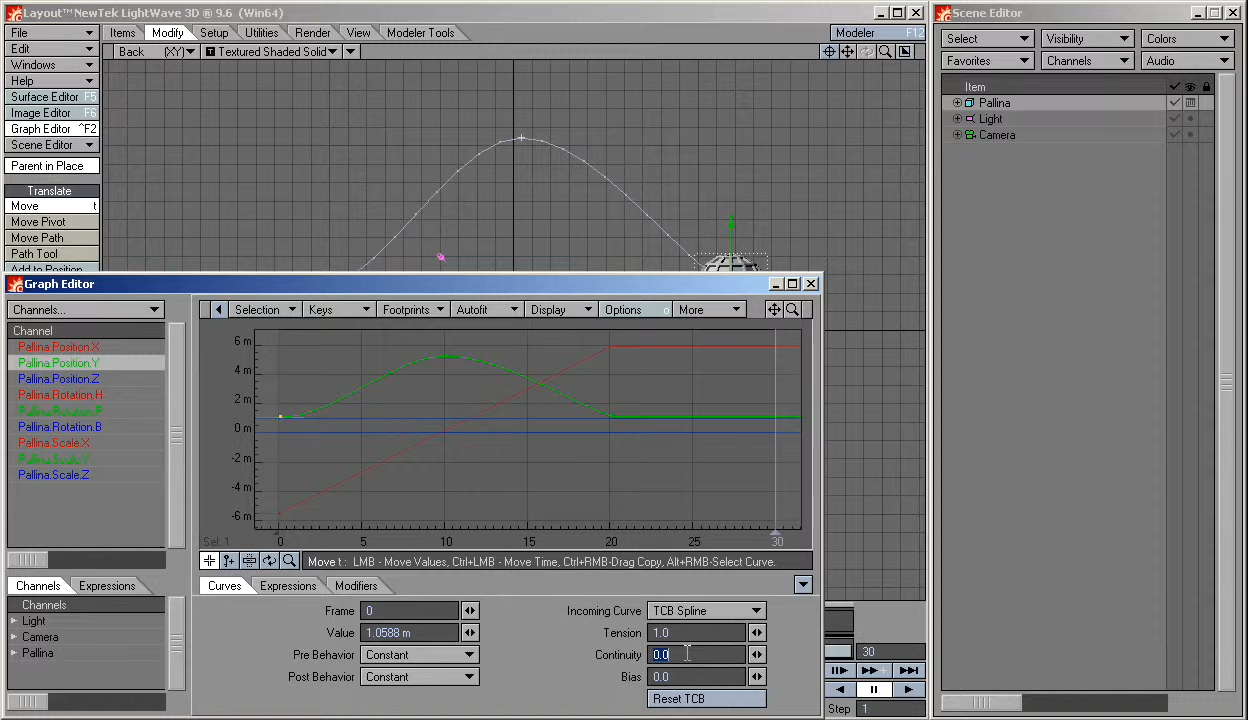 Layout™ NewTek LightWave 3D ® 9.6 (Win64)
Scene Editor
File
Items
Modify
Setup
Utilities
Render
View
Modeler Tools
Modeler F12
Edit
Windows
Help
Back
(XY)
Textured Shaded Solid
Surface Editor F5
Image Editor F6
Graph Editor ^F2
Scene Editor
Parent in Place
Translate
Move t
Move Pivot
Move Path
Path Tool
Add to Position
Select
Visibility
Colors
Favorites
Channels
Audio
Item
Pallina
Light
Camera
Graph Editor
Channels...
Selection
Keys
Footprints
Autofit
Display
Options o
More
Channel
Pallina.Position.X
Pallina.Position.Y
Pallina.Position.Z
Pallina.Rotation.H
Pallina.Rotation.P
Pallina.Rotation.B
Pallina.Scale.X
Pallina.Scale.Y
Pallina.Scale.Z
6 m
4 m
2 m
0 m
-2 m
-4 m
-6 m
Set: 1
0 5 10 15 20 25 30
Move t : LMB - Move Values, Ctrl+LMB - Move Time, Ctrl+RMB-Drag Copy, Alt+RMB-Select Curve.
Channels
Expressions
Channels
Light
Camera
Pallina
Curves
Expressions
Modifiers
Frame 0
Value 1.0588 m
Pre Behavior Constant
Post Behavior Constant
Incoming Curve TCB Spline
Tension 1.0
Continuity 0.0
Bias 0.0
Reset TCB
30
Step 1